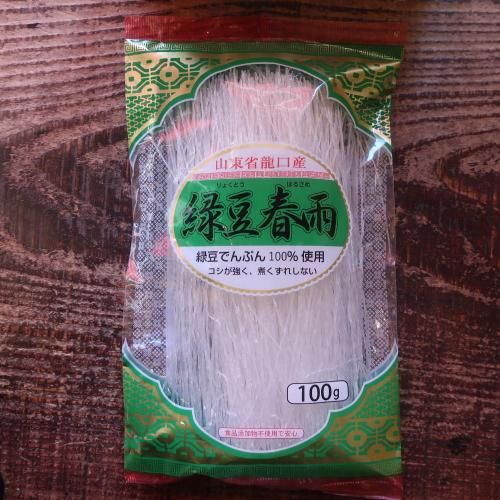 山東省龍口産
りょくとう はるさめ
緑豆春雨
緑豆でんぷん100%使用
コシが強く、煮くずれしない
100g
食品添加物不使用で安心